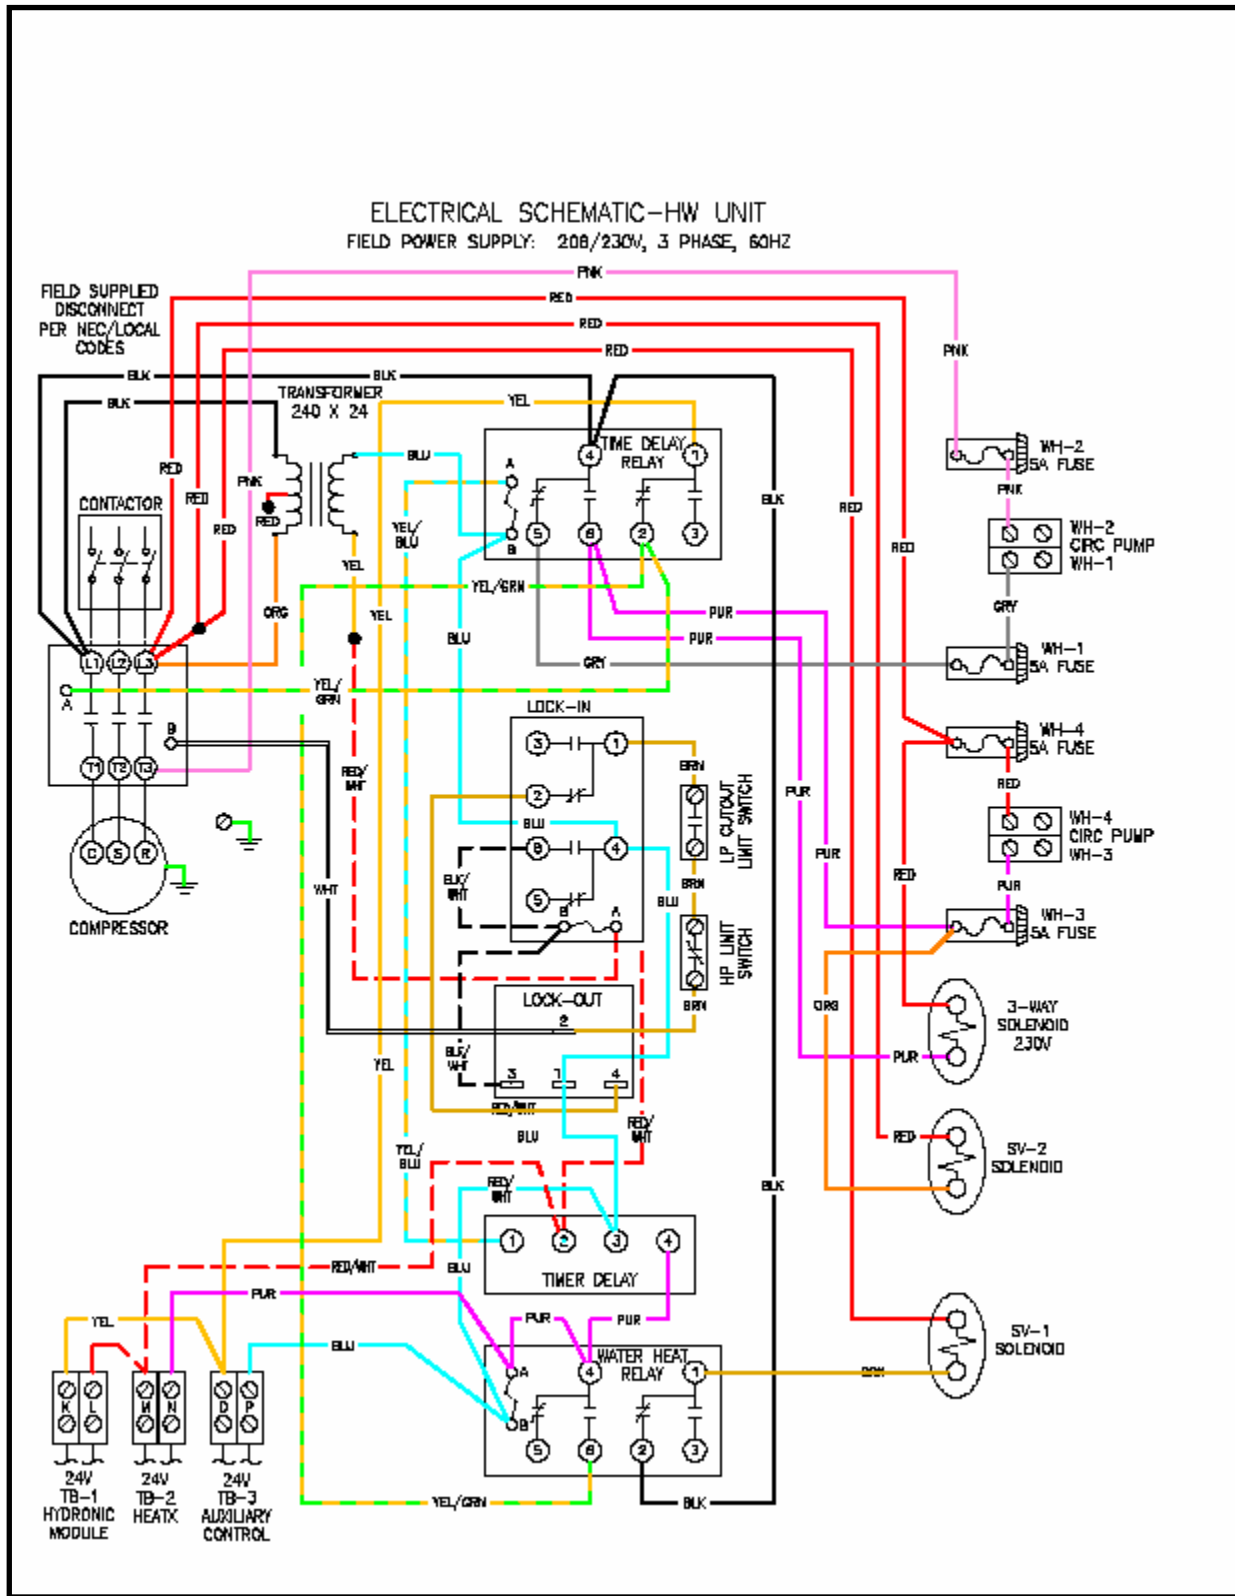 ELECTRICAL SCHEMATIC-HW UNIT
FIELD POWER SUPPLY: 208/230V, 3 PHASE, 60HZ
PNK
FIELD SUPPLIED
DISCONNECT
PER NEC/LOCAL
CODES
RED
RED
RED
PNK
BLK
BLK
BLK
TRANSFORMER
240 X 24
YEL
TIME DELAY
RELAY
4
1
A
B
5
6
2
3
BLU
WH-2
5A FUSE
PNK
WH-2
CIRC PUMP
WH-1
GRY
WH-1
5A FUSE
RED
RED
RED
PNK
RED
CONTACTOR
YEL/
BLU
YEL
ORG
YEL
BLU
YEL/GRN
BLK
RED
RED
PUR
PUR
GRY
L1
L2
L3
A
B
T1
T2
T3
YEL/
GRN
C
S
R
COMPRESSOR
WHT
RED/
WHT
LOCK-IN
3
1
2
6
4
5
B
A
BLU
BLK/
WHT
BLU
BRN
LP CUTOUT
LIMIT SWITCH
BRN
HP LIMIT
SWITCH
BRN
PUR
PUR
RED
WH-4
5A FUSE
RED
WH-4
CIRC PUMP
WH-3
PUR
WH-3
5A FUSE
LOCK-OUT
2
3
1
4
BLK/
WHT
RED/WHT
BLU
RED/
WHT
YEL
YEL/
BLU
RED/
WHT
ORG
3-WAY
SOLENOID
230V
PUR
RED
SV-2
SOLENOID
BLK
1
2
3
4
TIMER DELAY
RED/WHT
BLU
PUR
PUR
PUR
YEL
BLU
WATER HEAT
RELAY
A
4
1
B
5
6
2
3
SV-1
SOLENOID
K
L
M
N
P
24V
TB-1
HYDRONIC
MODULE
24V
TB-2
HEATX
24V
TB-3
AUXILIARY
CONTROL
YEL/GRN
BLK